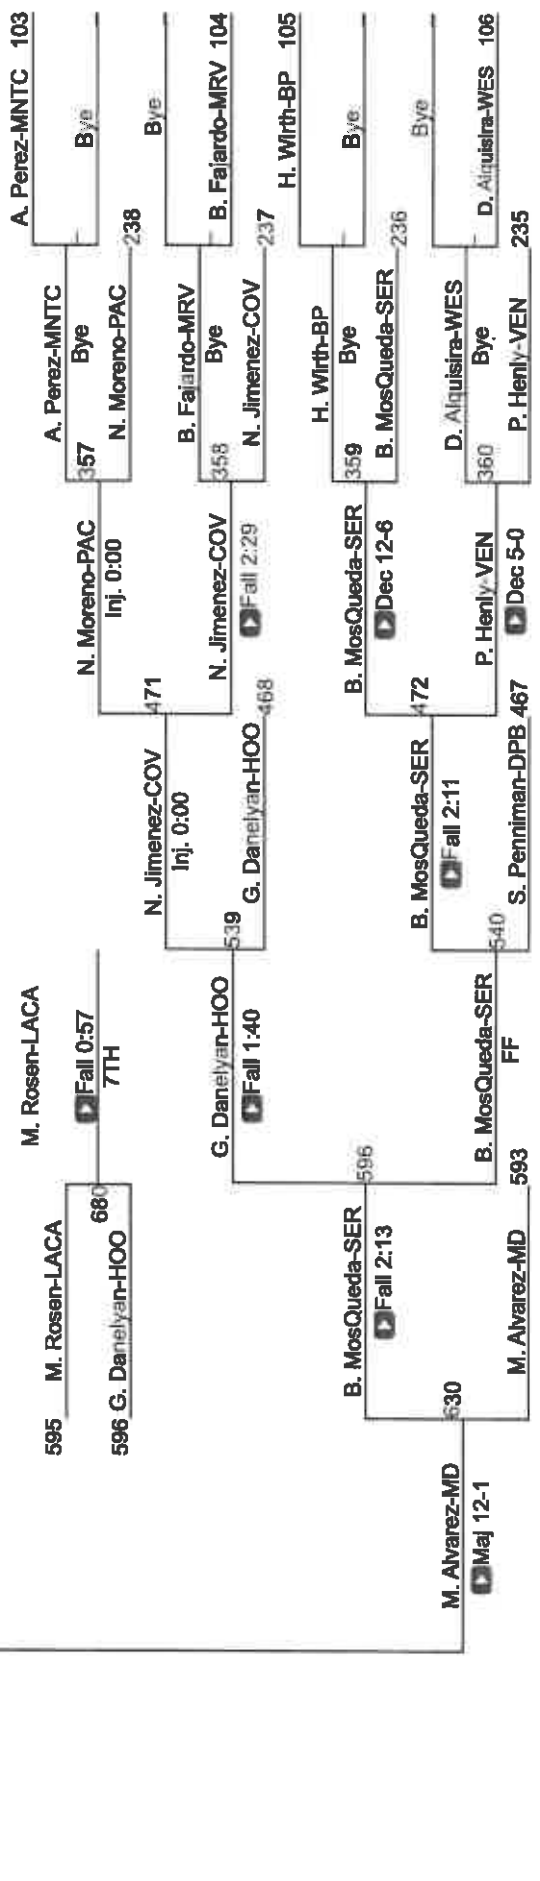 A. Perez-MNTC 103
Bye
Bye
B. Fajardo-MRV 104
H. Wirth-BP 105
Bye
Bye
D. Alquisira-WES 106
A. Perez-MNTC
Bye
N. Moreno-PAC 238
B. Fajardo-MRV
Bye
N. Jimenez-COV 237
H. Wirth-BP
Bye
B. MosQueda-SER 236
D. Alquisira-WES
Bye
P. Henly-VEN 235
357
N. Moreno-PAC
Inj. 0:00
358
N. Jimenez-COV
Fall 2:29
359
B. MosQueda-SER
Dec 12-6
360
P. Henly-VEN
Dec 5-0
471
N. Jimenez-COV
Inj. 0:00
G. Danelyan-HOO 468
472
B. MosQueda-SER
Fall 2:11
S. Penniman-DPB 467
539
G. Danelyan-HOO
Fall 1:40
540
B. MosQueda-SER
FF
596
B. MosQueda-SER
Fall 2:13
M. Alvarez-MD 593
630
M. Alvarez-MD
Maj 12-1
595 M. Rosen-LACA
596 G. Danelyan-HOO
680
M. Rosen-LACA
Fall 0:57
7TH